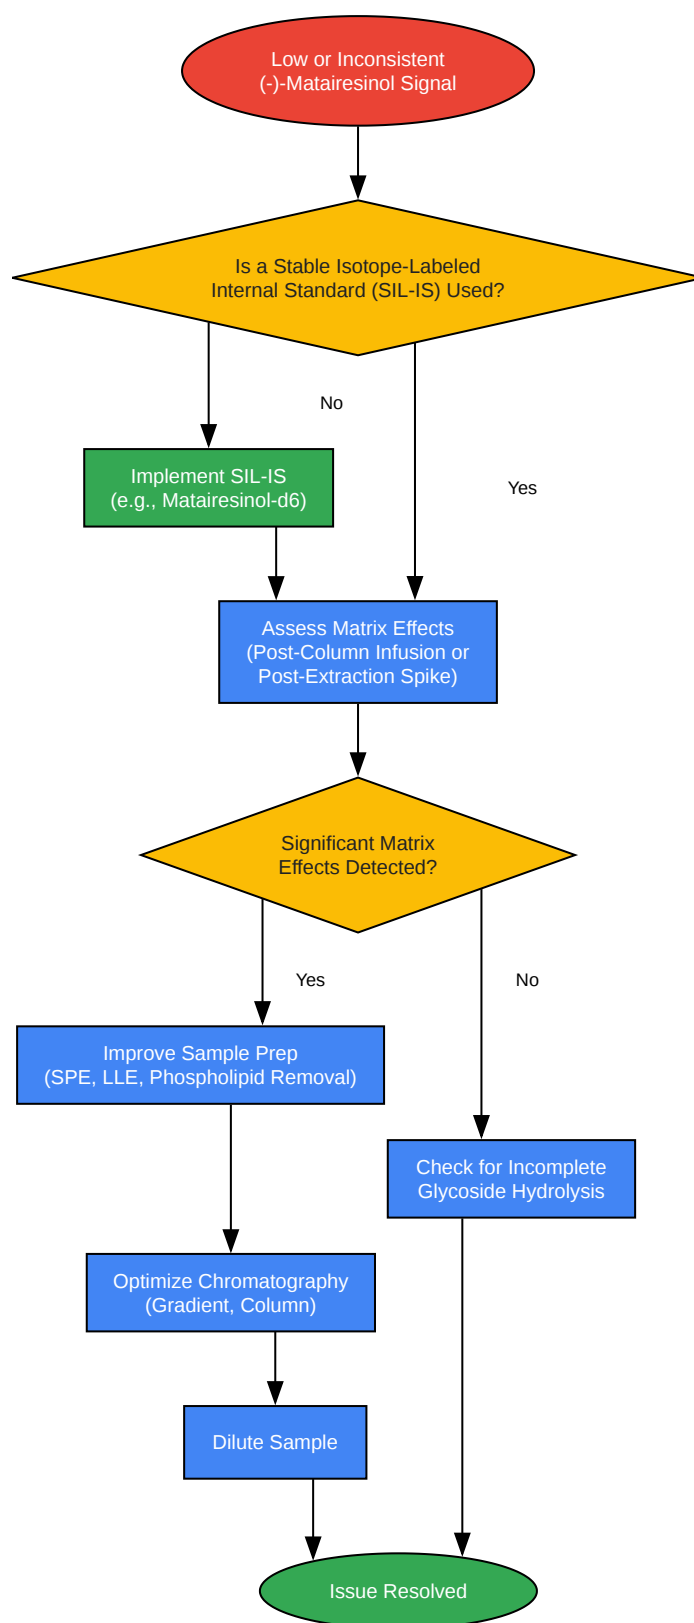 Low or Inconsistent
(-)-Matairesinol Signal
Is a Stable Isotope-Labeled
Internal Standard (SIL-IS) Used?
No
Implement SIL-IS
(e.g., Matairesinol-d6)
Yes
Assess Matrix Effects
(Post-Column Infusion or
Post-Extraction Spike)
Significant Matrix
Effects Detected?
Yes
No
Improve Sample Prep
(SPE, LLE, Phospholipid Removal)
Check for Incomplete
Glycoside Hydrolysis
Optimize Chromatography
(Gradient, Column)
Dilute Sample
Issue Resolved